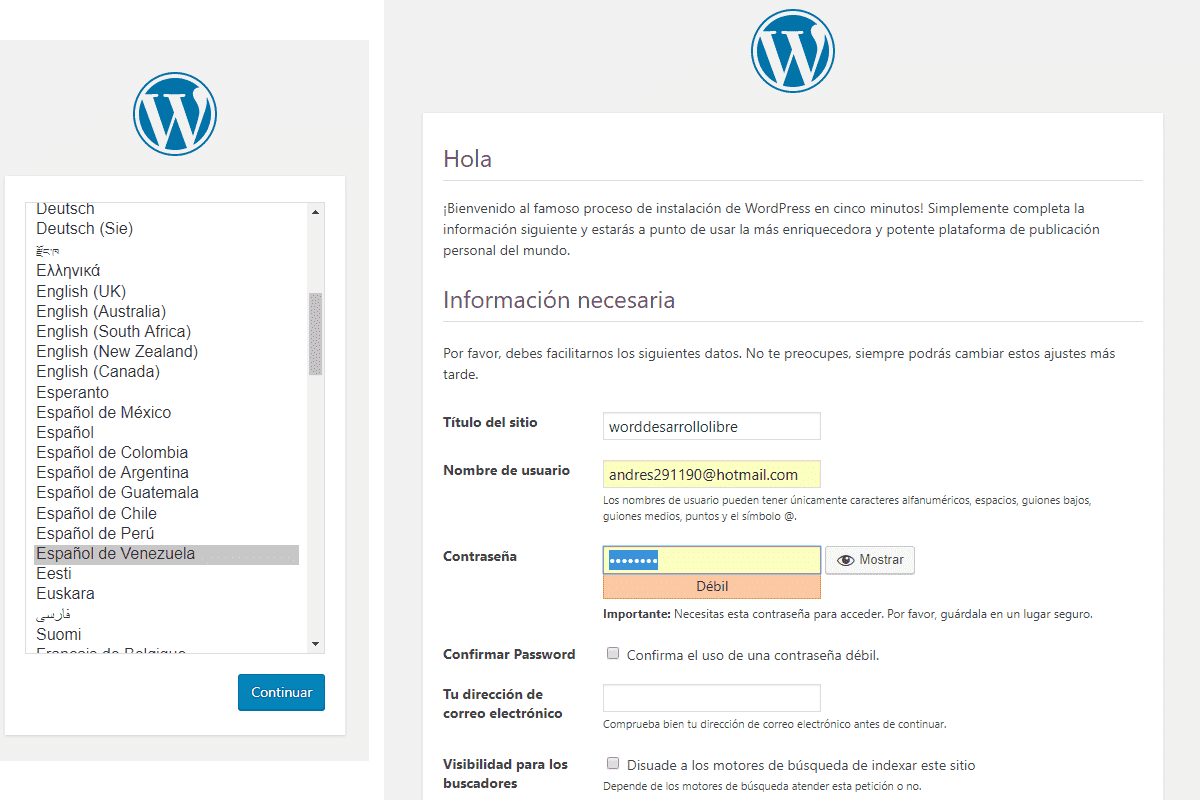 Deutsch
Deutsch (Sie)
རྫོང་ཁ
Ελληνικά
English (UK)
English (Australia)
English (South Africa)
English (New Zealand)
English (Canada)
Esperanto
Español de México
Español
Español de Colombia
Español de Argentina
Español de Guatemala
Español de Chile
Español de Perú
Español de Venezuela
Eesti
Euskara
فارسی
Suomi
Français de Belgique
Continuar
Hola
¡Bienvenido al famoso proceso de instalación de WordPress en cinco minutos! Simplemente completa la
información siguiente y estarás a punto de usar la más enriquecedora y potente plataforma de publicación
personal del mundo.
Información necesaria
Por favor, debes facilitarnos los siguientes datos. No te preocupes, siempre podrás cambiar estos ajustes más
tarde.
Título del sitio
worddesarrollolibre
Nombre de usuario
andres291190@hotmail.com
Los nombres de usuario pueden tener únicamente caracteres alfanuméricos, espacios, guiones bajos,
guiones medios, puntos y el símbolo @.
Contraseña
••••••••
Mostrar
Débil
Importante: Necesitas esta contraseña para acceder. Por favor, guárdala en un lugar seguro.
Confirmar Password
Confirma el uso de una contraseña débil.
Tu dirección de
correo electrónico
Comprueba bien tu dirección de correo electrónico antes de continuar.
Visibilidad para los
buscadores
Disuade a los motores de búsqueda de indexar este sitio
Depende de los motores de búsqueda atender esta petición o no.